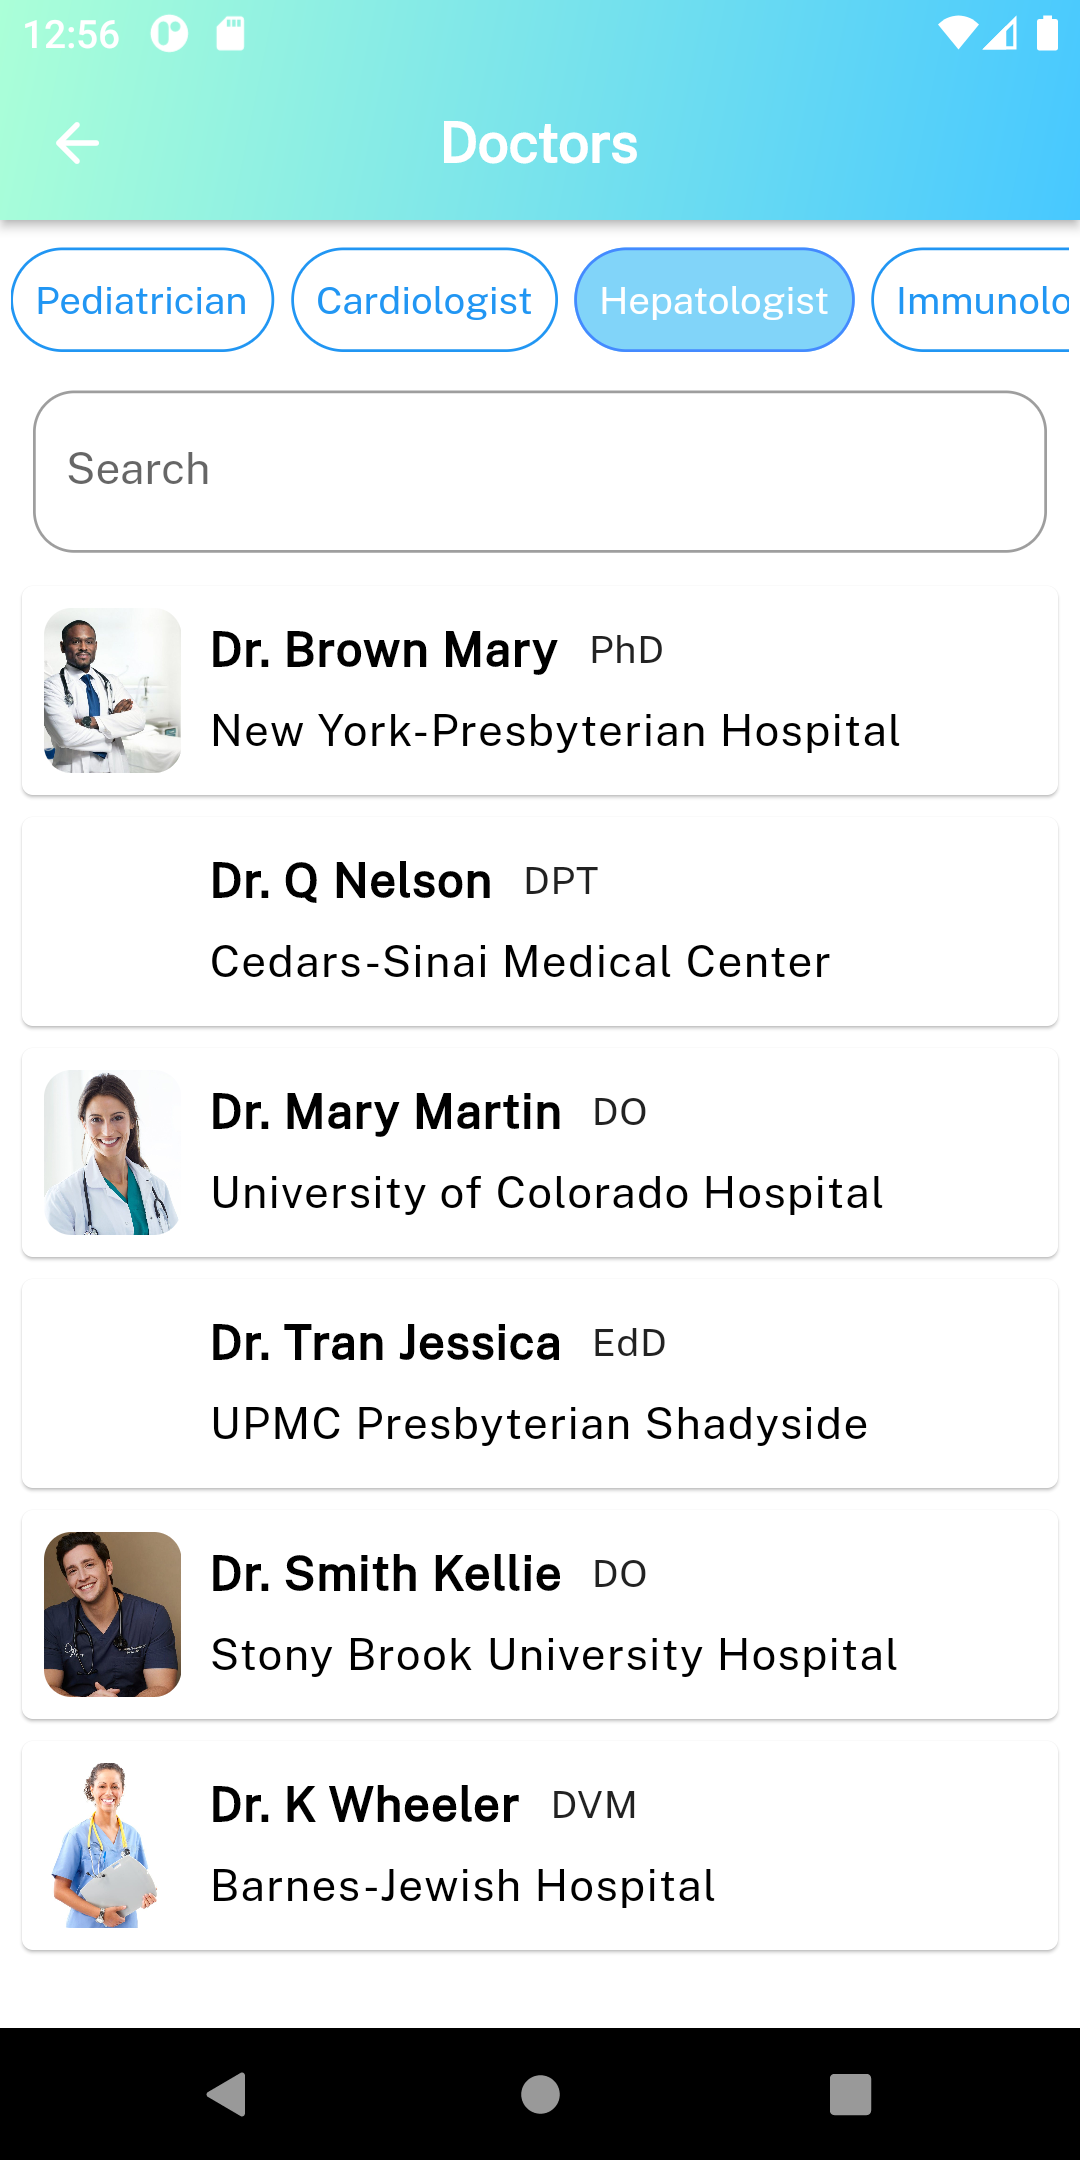 12:56
Doctors
Pediatrician Cardiologist Hepatologist Immunolo
Search
Dr. Brown Mary PhD
New York-Presbyterian Hospital
Dr. Q Nelson DPT
Cedars-Sinai Medical Center
Dr. Mary Martin DO
University of Colorado Hospital
Dr. Tran Jessica EdD
UPMC Presbyterian Shadyside
Dr. Smith Kellie DO
Stony Brook University Hospital
Dr. K Wheeler DVM
Barnes-Jewish Hospital